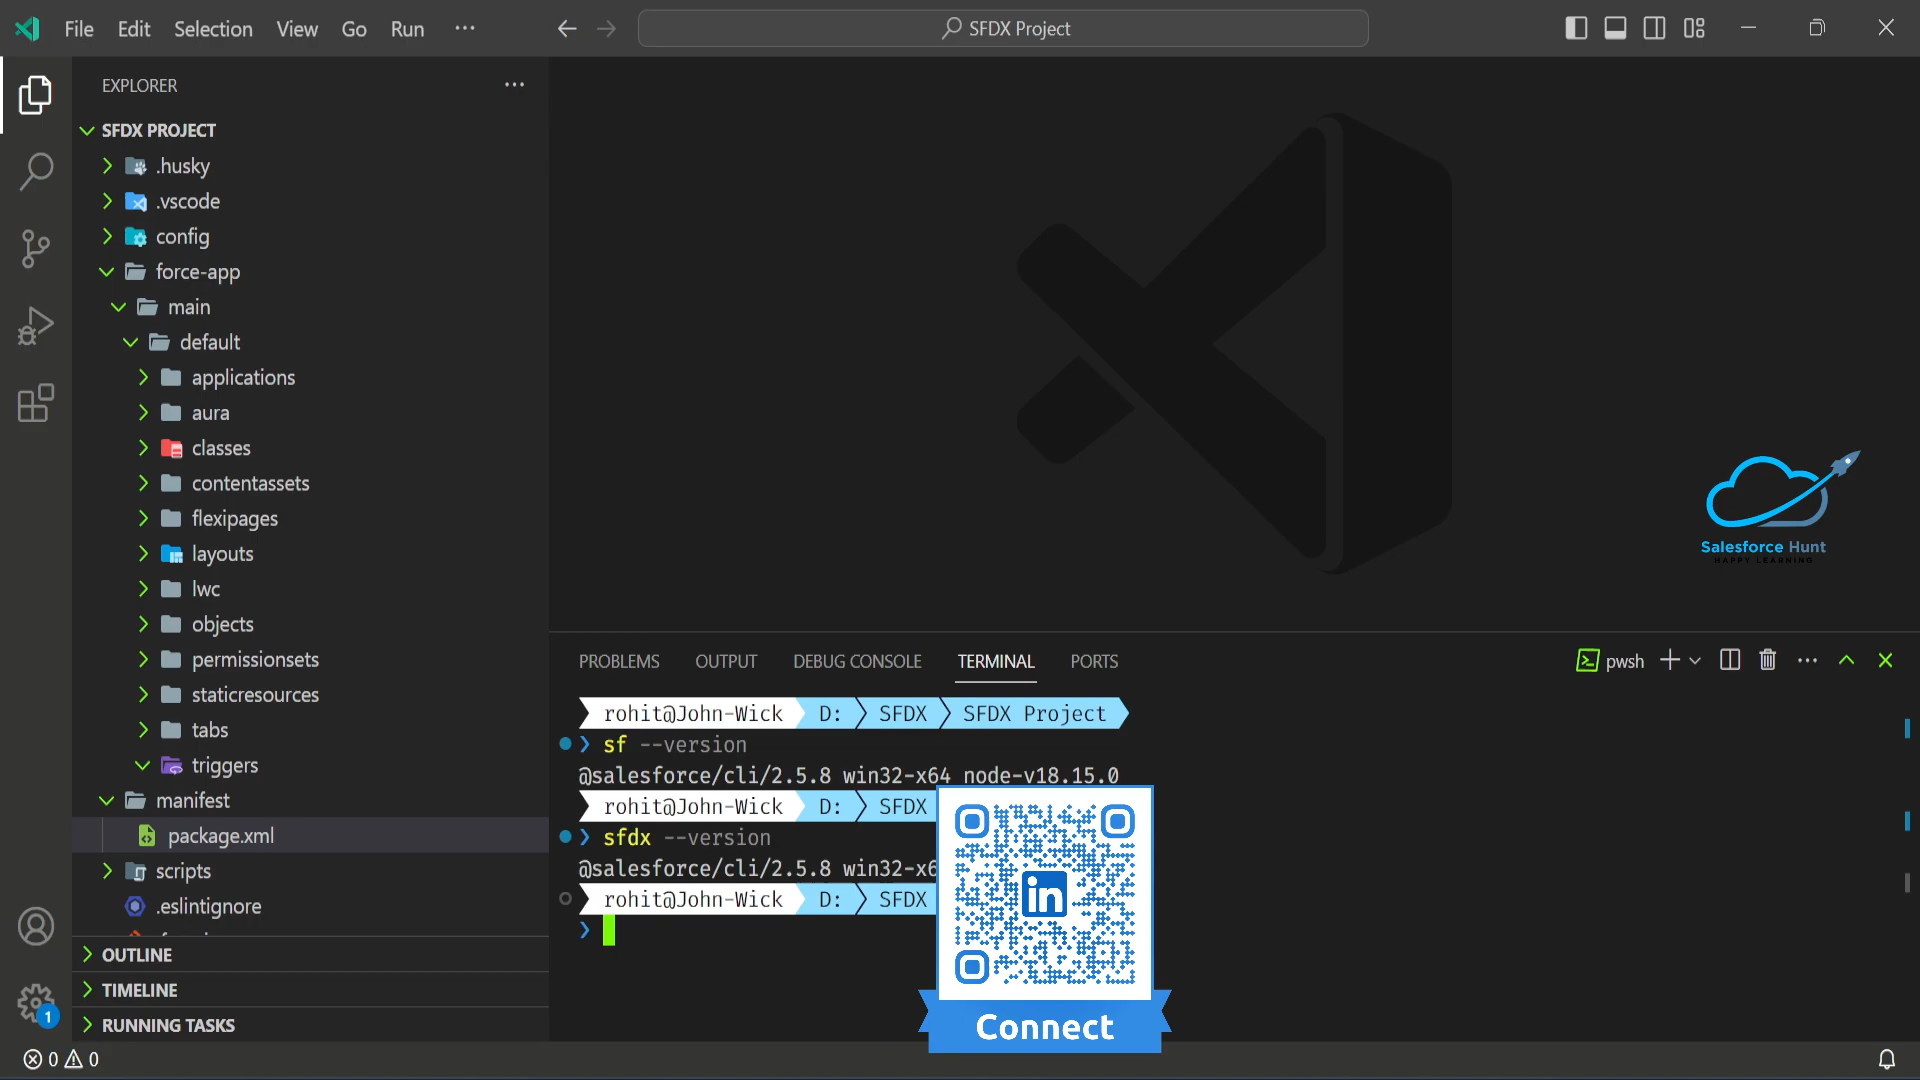 File Edit Selection View Go Run ···
SFDX Project
EXPLORER
SFDX PROJECT
.husky
.vscode
config
force-app
main
default
applications
aura
classes
contentassets
flexipages
layouts
lwc
objects
permissionsets
staticresources
tabs
triggers
manifest
package.xml
scripts
.eslintignore
OUTLINE
TIMELINE
RUNNING TASKS
1
0 0
Salesforce Hunt
HAPPY LEARNING
PROBLEMS OUTPUT DEBUG CONSOLE TERMINAL PORTS
pwsh
rohit@John-Wick D: SFDX SFDX Project
❯ sf --version
@salesforce/cli/2.5.8 win32-x64 node-v18.15.0
rohit@John-Wick D: SFDX
❯ sfdx --version
@salesforce/cli/2.5.8 win32-x6
rohit@John-Wick D: SFDX
❯
in
Connect